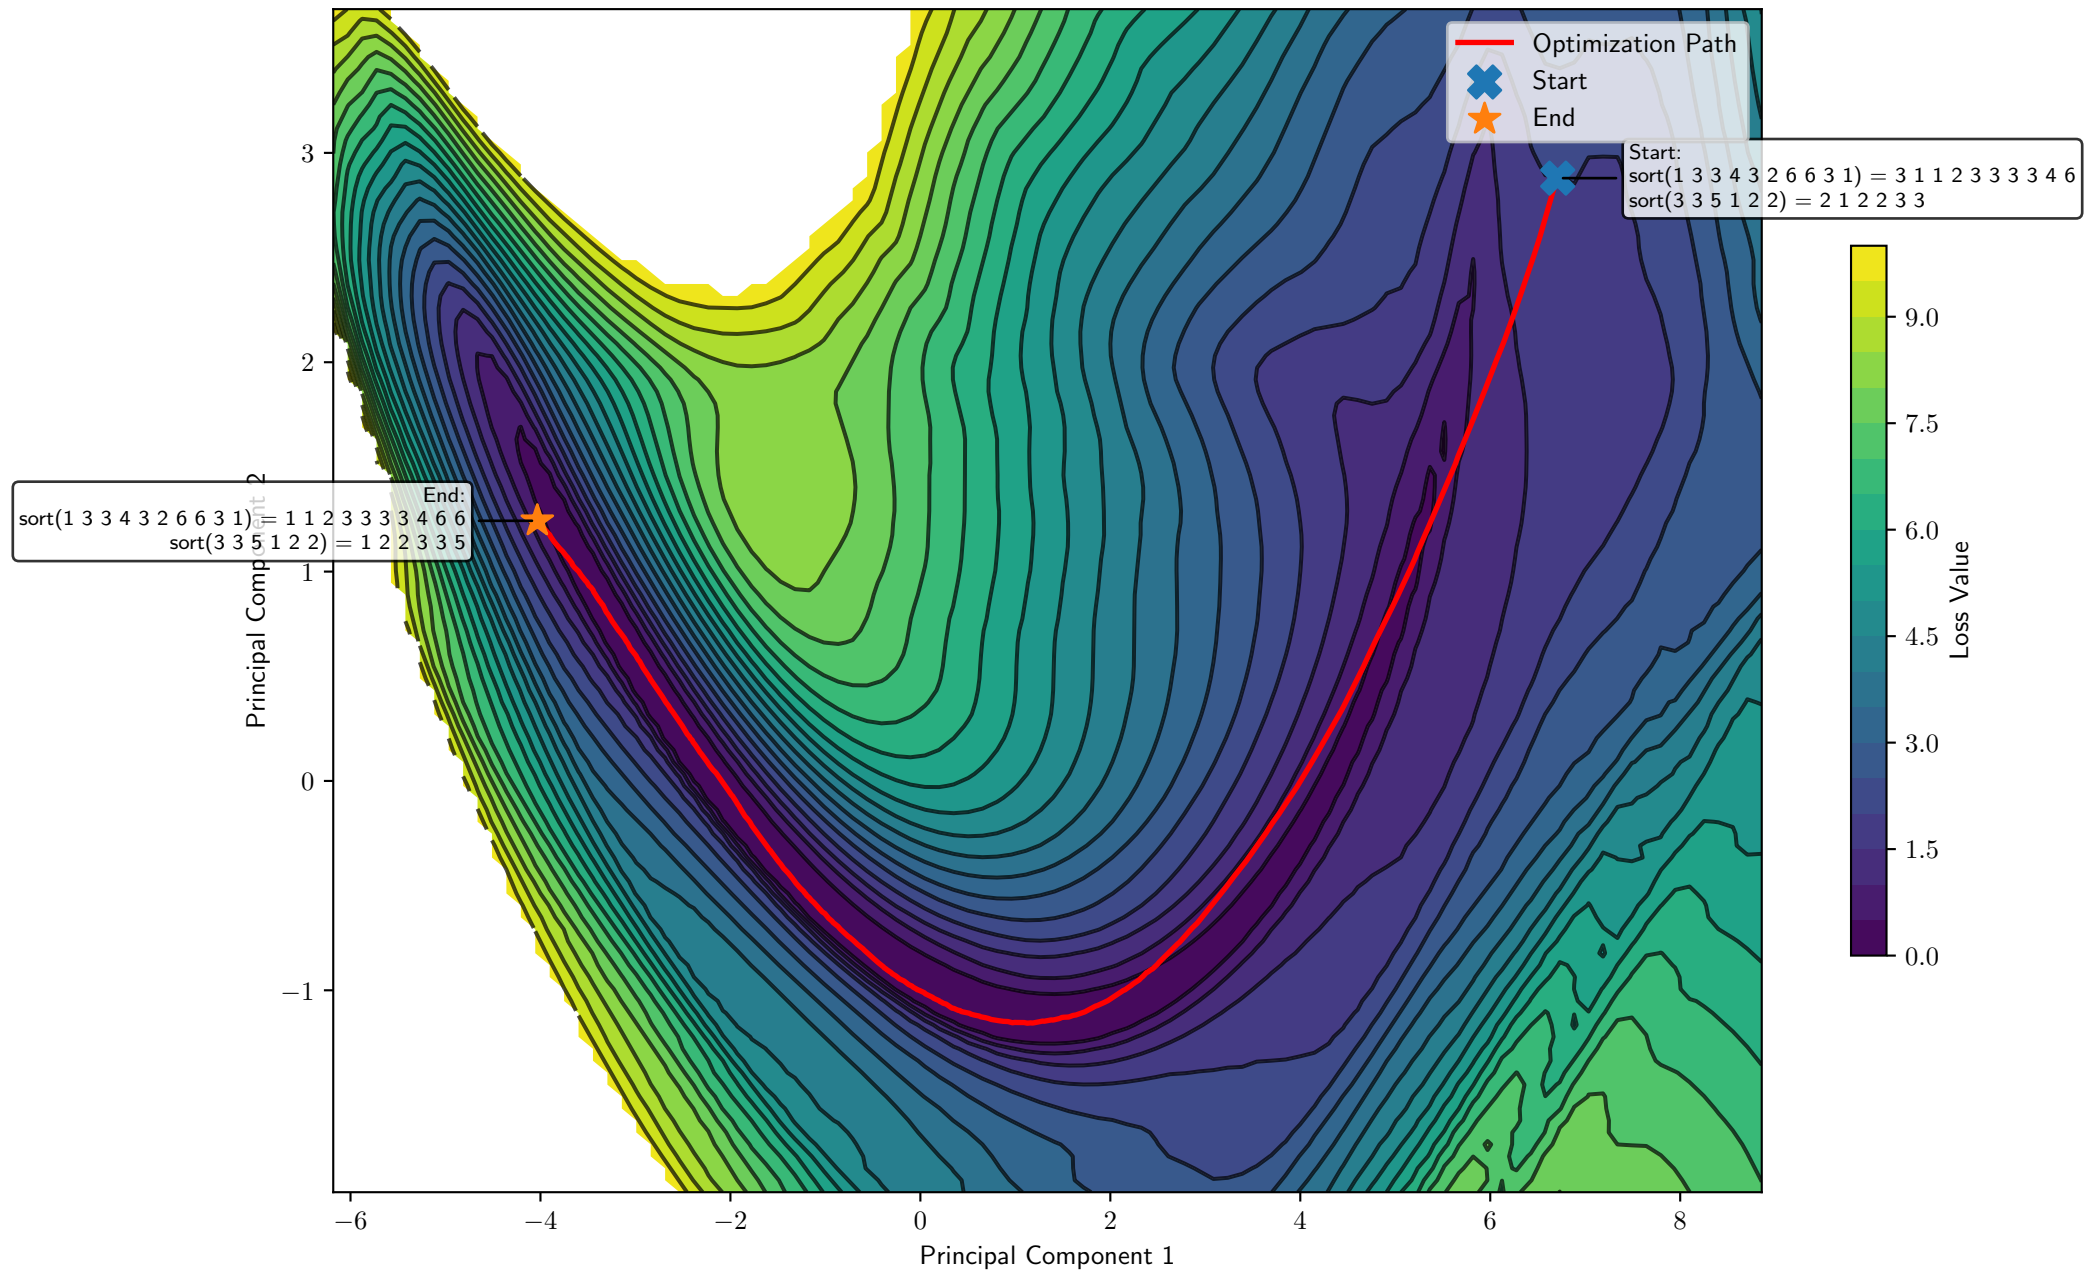 Optimization Path
Start
End
Start:
sort(1 3 3 4 3 2 6 6 3 1) = 3 1 1 2 3 3 3 3 4 6
sort(3 3 5 1 2 2) = 2 1 2 2 3 3
End:
sort(1 3 3 4 3 2 6 6 3 1) = 1 1 2 3 3 3 3 4 6 6
sort(3 3 5 1 2 2) = 1 2 2 3 3 5
Principal Component 2
3
2
1
0
−1
−6
−4
−2
0
2
4
6
8
Principal Component 1
9.0
7.5
6.0
4.5
3.0
1.5
0.0
Loss Value